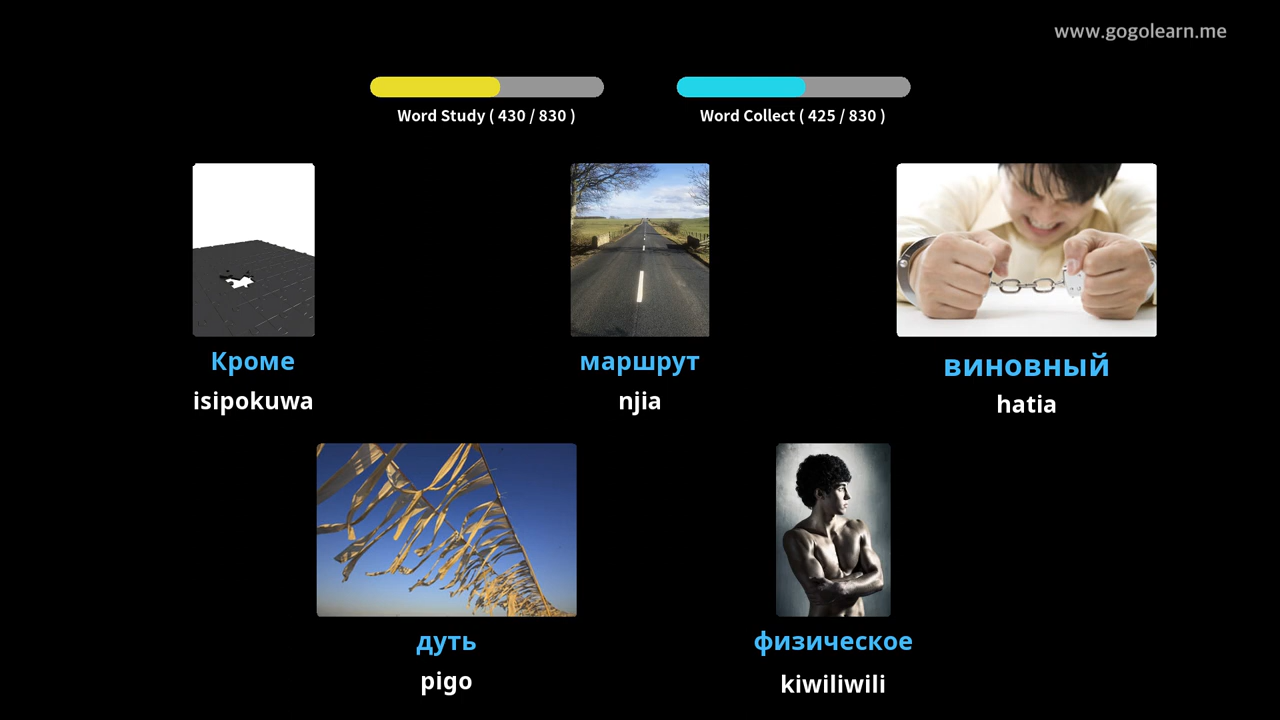 www.gogolearn.me
Word Study ( 430 / 830 )
Word Collect ( 425 / 830 )
Кроме
isipokuwa
маршрут
njia
виновный
hatia
дуть
pigo
физическое
kiwiliwili